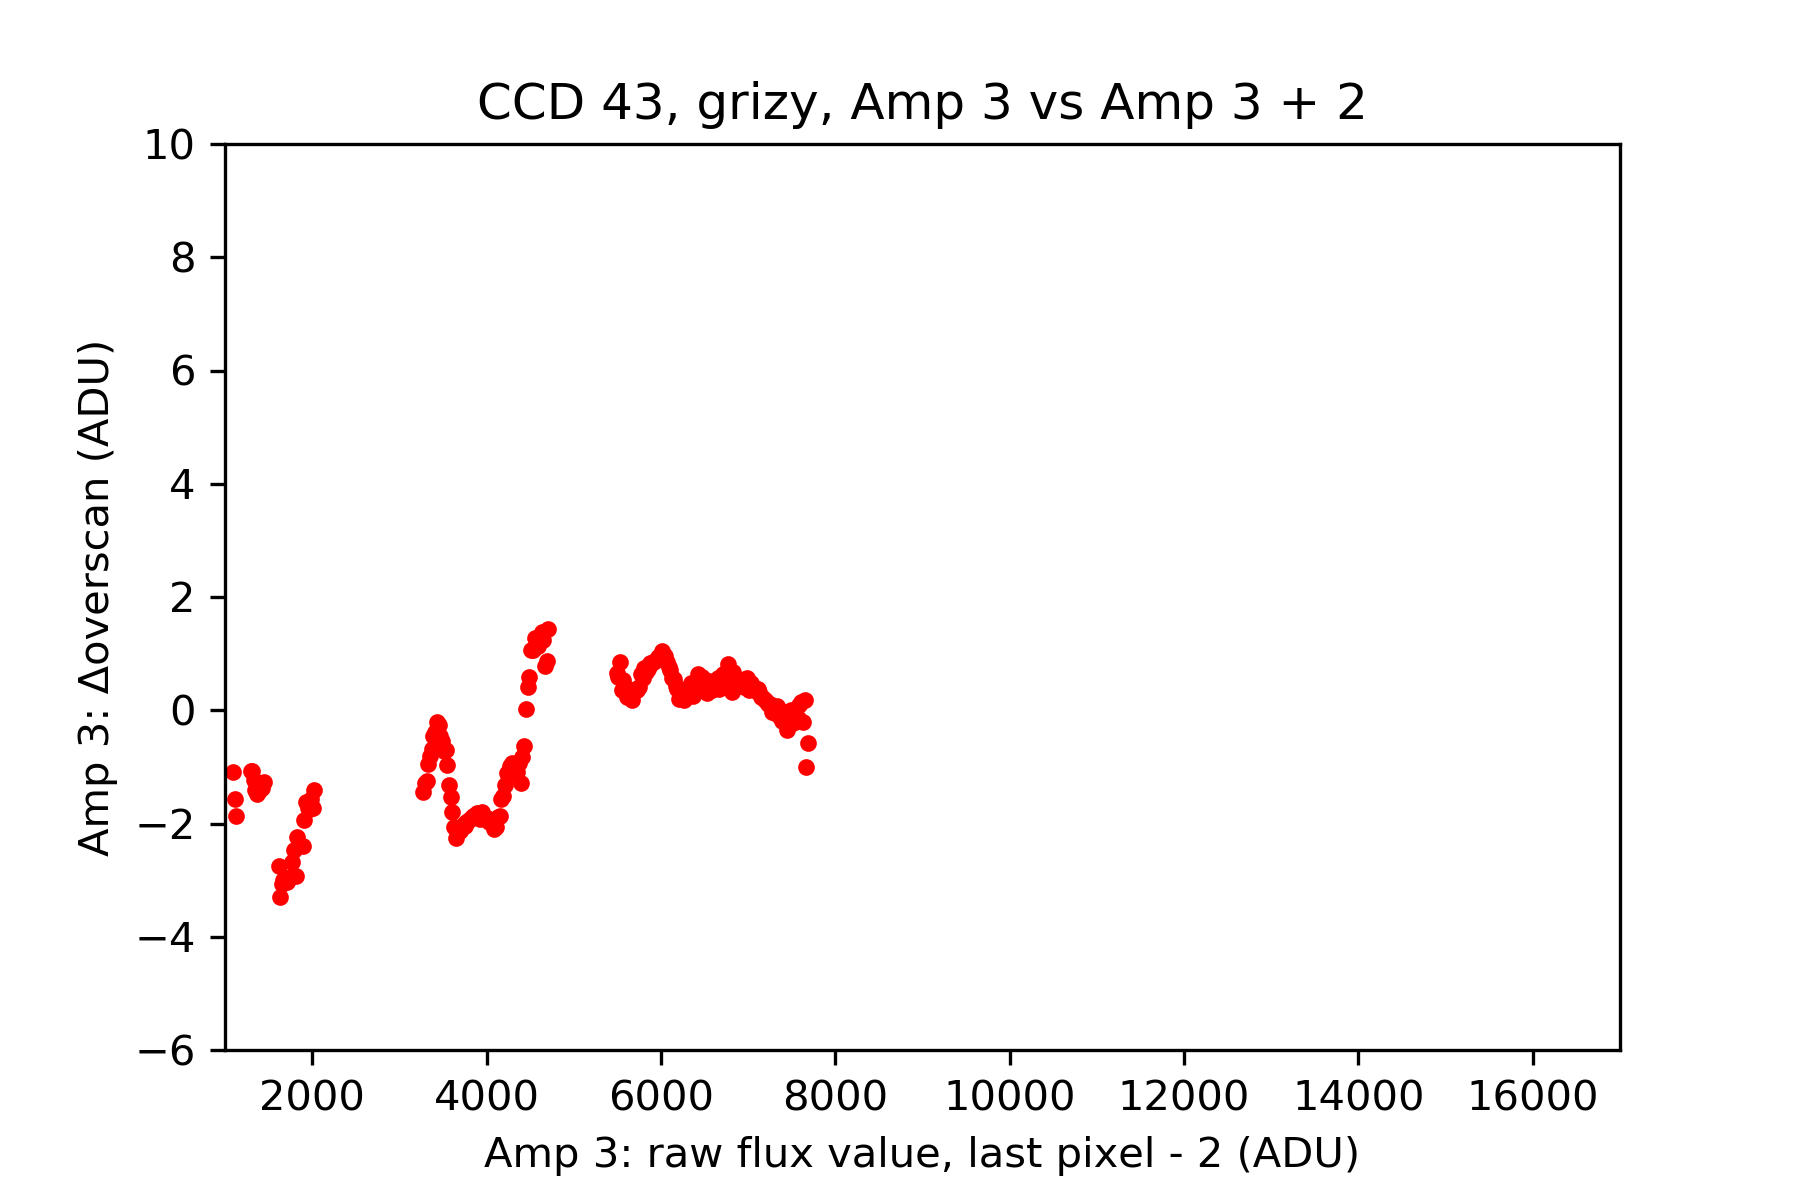 CCD 43, grizy, Amp 3 vs Amp 3 + 2
10
8
6
4
2
0
−2
−4
−6
Amp 3: Δoverscan (ADU)
2000 4000 6000 8000 10000 12000 14000 16000
Amp 3: raw flux value, last pixel - 2 (ADU)